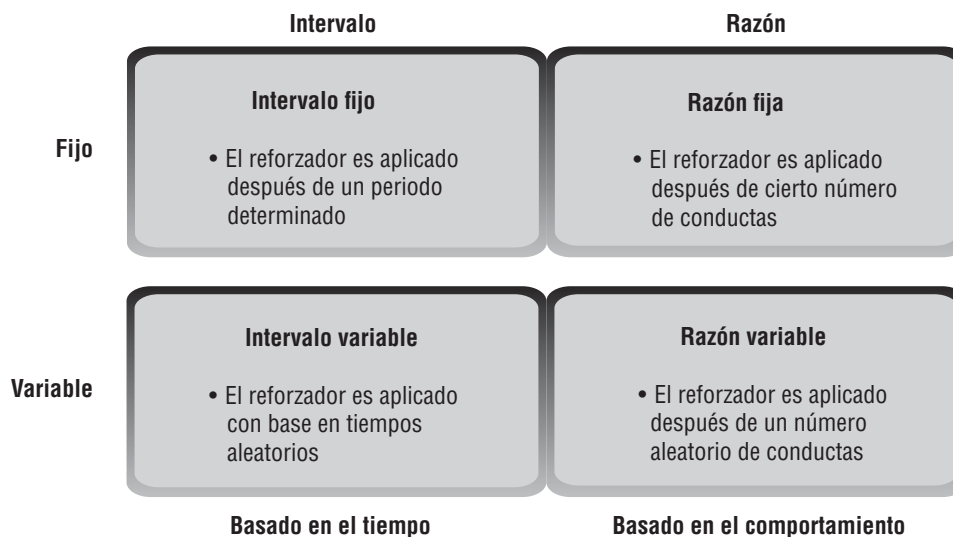 Intervalo
Razón
Fijo
Intervalo fijo
• El reforzador es aplicado
después de un periodo
determinado
Razón fija
• El reforzador es aplicado
después de cierto número
de conductas
Variable
Intervalo variable
• El reforzador es aplicado
con base en tiempos
aleatorios
Razón variable
• El reforzador es aplicado
después de un número
aleatorio de conductas
Basado en el tiempo
Basado en el comportamiento